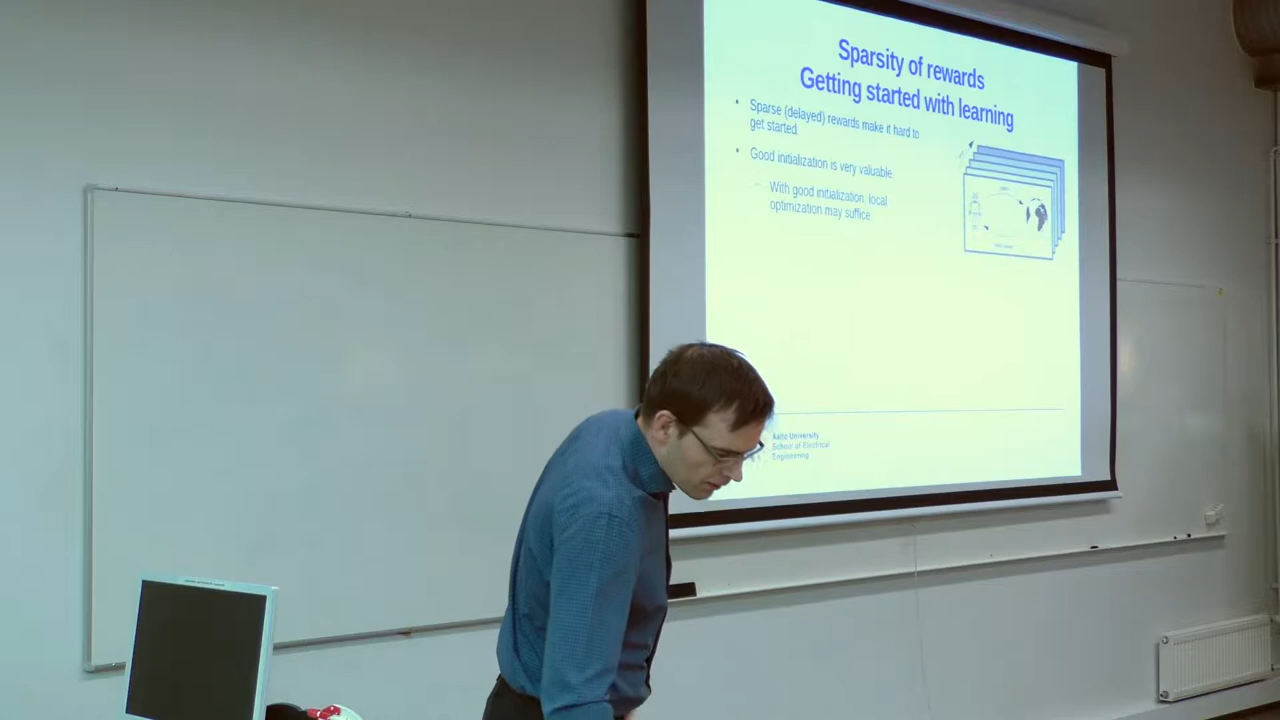 Sparsity of rewards
Getting started with learning
• Sparse (delayed) rewards make it hard to
get started.
• Good initialization is very valuable.
– With good initialization, local
optimization may suffice.
Aalto University
School of Electrical
Engineering